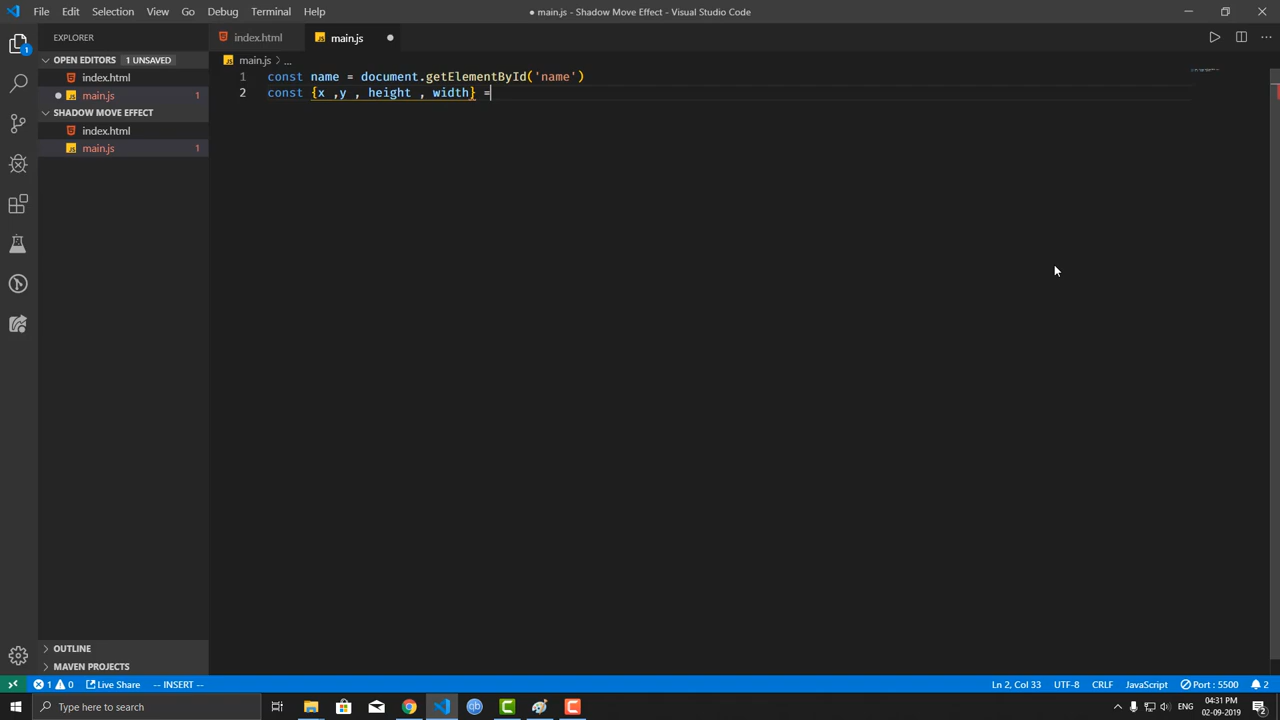 File Edit Selection View Go Debug Terminal Help
● main.js - Shadow Move Effect - Visual Studio Code
EXPLORER
index.html
main.js
OPEN EDITORS 1 UNSAVED
index.html
main.js 1
SHADOW MOVE EFFECT
index.html
main.js 1
OUTLINE
MAVEN PROJECTS
main.js > ...
1 const name = document.getElementById('name')
2 const {x ,y , height , width} =
1
1 0
Live Share
-- INSERT --
Ln 2, Col 33
UTF-8
CRLF
JavaScript
Port : 5500
2
Type here to search
qb
ENG
04:31 PM
02-09-2019
2